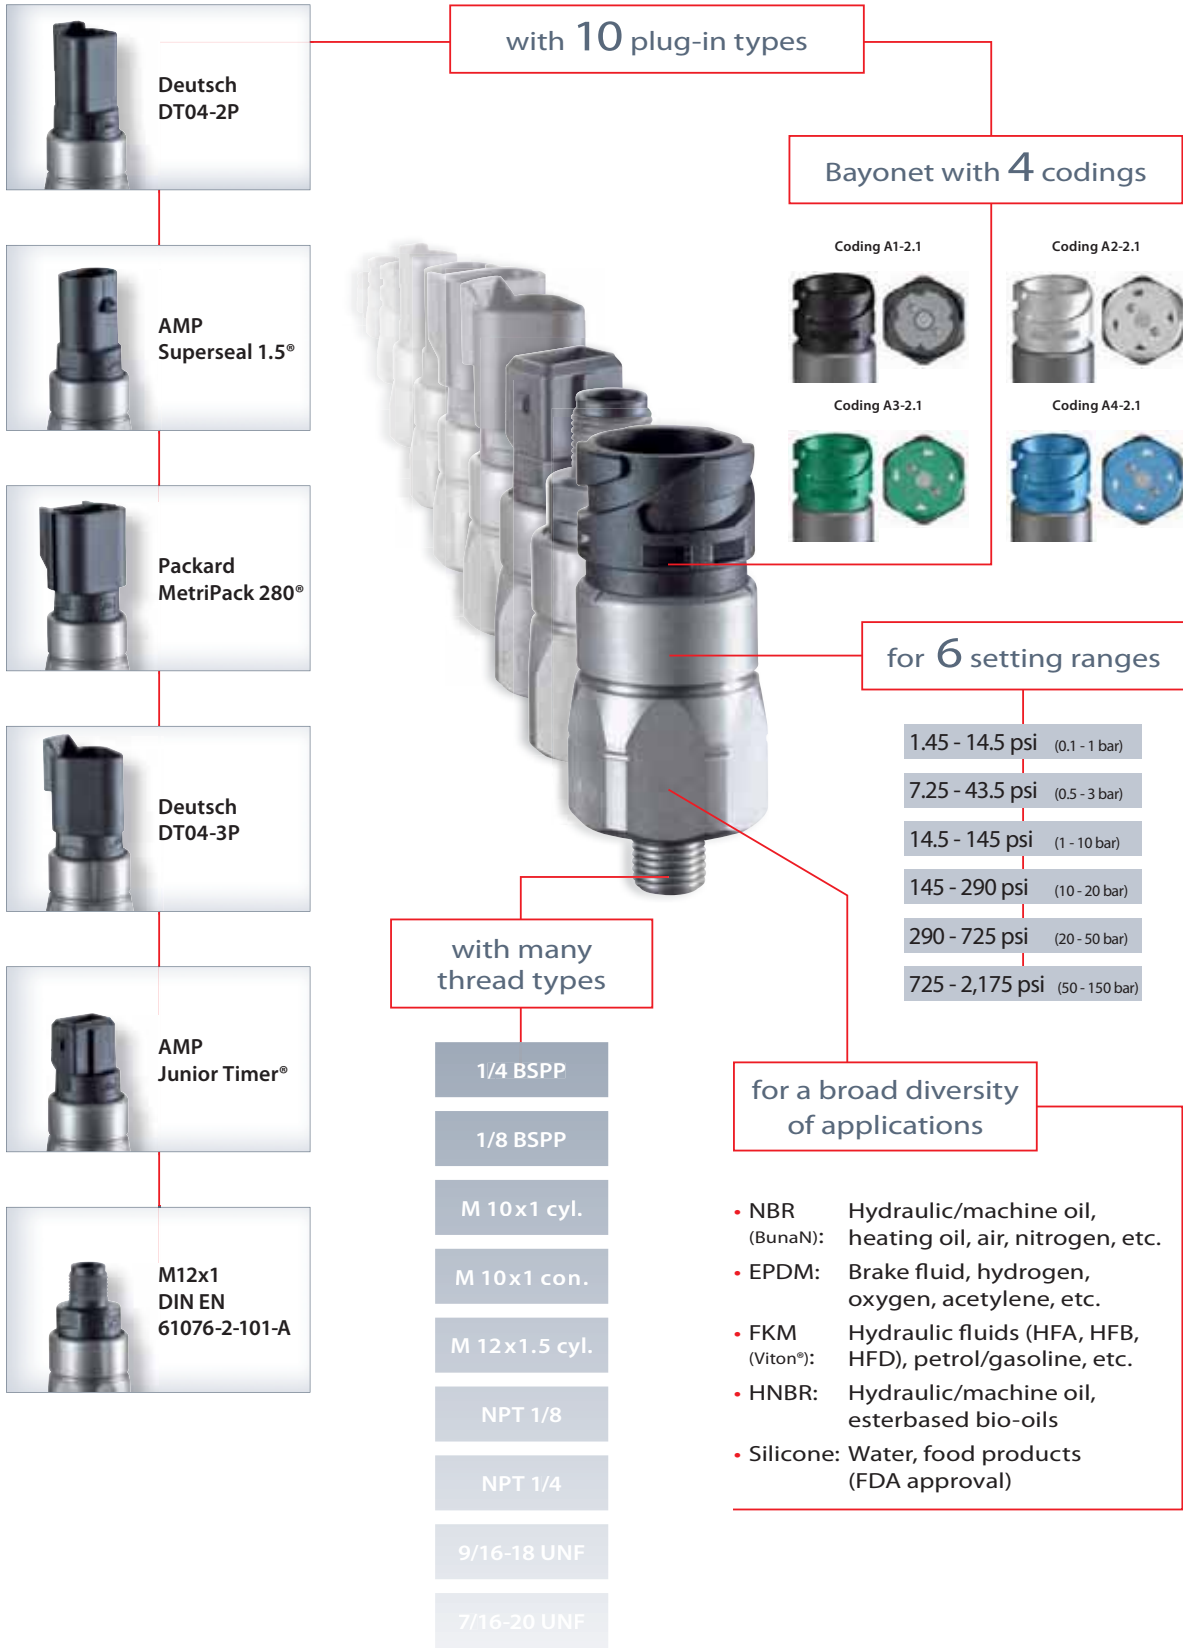 with 10 plug-in types
Deutsch
DT04-2P
AMP
Superseal 1.5®
Packard
MetriPack 280®
Deutsch
DT04-3P
AMP
Junior Timer®
M12x1
DIN EN
61076-2-101-A
Bayonet with 4 codings
Coding A1-2.1
Coding A2-2.1
Coding A3-2.1
Coding A4-2.1
for 6 setting ranges
1.45 - 14.5 psi (0.1 - 1 bar)
7.25 - 43.5 psi (0.5 - 3 bar)
14.5 - 145 psi (1 - 10 bar)
145 - 290 psi (10 - 20 bar)
290 - 725 psi (20 - 50 bar)
725 - 2,175 psi (50 - 150 bar)
with many
thread types
1/4 BSPP
1/8 BSPP
M 10x1 cyl.
M 10x1 con.
M 12x1.5 cyl.
NPT 1/8
NPT 1/4
9/16-18 UNF
7/16-20 UNF
for a broad diversity
of applications
• NBR Hydraulic/machine oil,
(BunaN): heating oil, air, nitrogen, etc.
• EPDM: Brake fluid, hydrogen,
oxygen, acetylene, etc.
• FKM Hydraulic fluids (HFA, HFB,
(Viton®): HFD), petrol/gasoline, etc.
• HNBR: Hydraulic/machine oil,
esterbased bio-oils
• Silicone: Water, food products
(FDA approval)